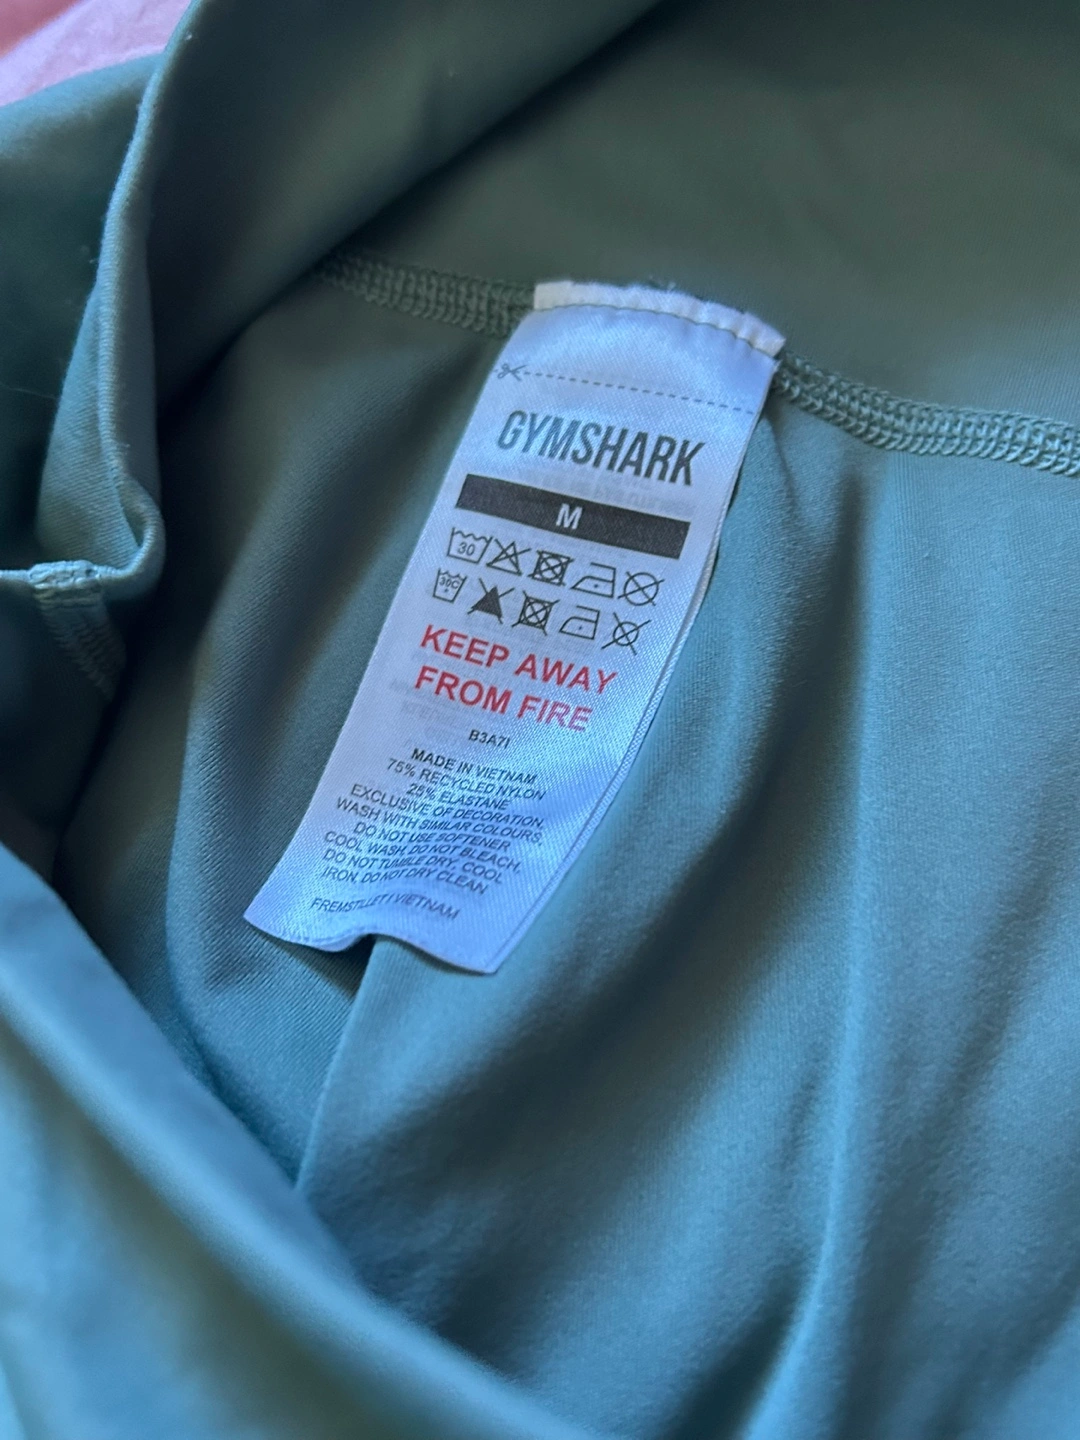 GYMSHARK
M
30
30C
KEEP AWAY
FROM FIRE
B3A7I
MADE IN VIETNAM
75% RECYCLED NYLON
25% ELASTANE
EXCLUSIVE OF DECORATION,
WASH WITH SIMILAR COLOURS,
DO NOT USE SOFTENER
COOL WASH, DO NOT BLEACH,
DO NOT TUMBLE DRY, COOL
IRON, DO NOT DRY CLEAN
FREMSTILLET I VIETNAM